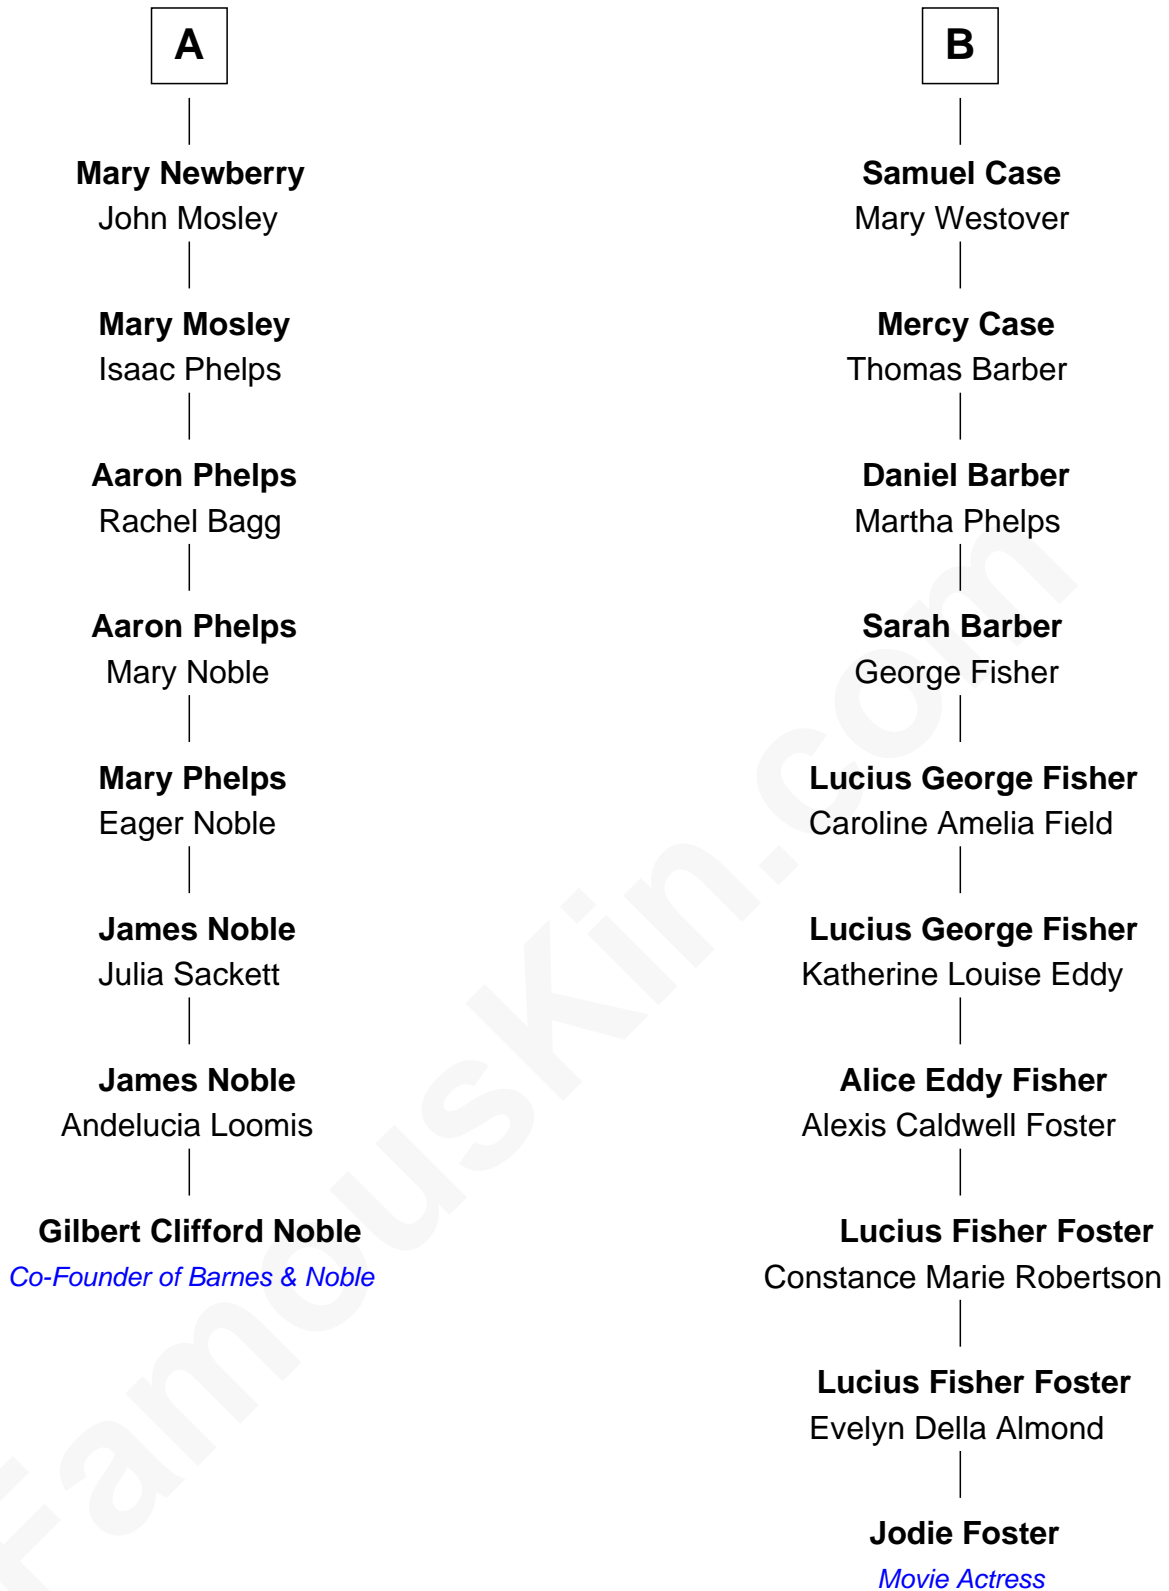 A
Mary Newberry
John Mosley
Mary Mosley
Isaac Phelps
Aaron Phelps
Rachel Bagg
Aaron Phelps
Mary Noble
Mary Phelps
Eager Noble
James Noble
Julia Sackett
James Noble
Andelucia Loomis
Gilbert Clifford Noble
Co-Founder of Barnes & Noble
B
Samuel Case
Mary Westover
Mercy Case
Thomas Barber
Daniel Barber
Martha Phelps
Sarah Barber
George Fisher
Lucius George Fisher
Caroline Amelia Field
Lucius George Fisher
Katherine Louise Eddy
Alice Eddy Fisher
Alexis Caldwell Foster
Lucius Fisher Foster
Constance Marie Robertson
Lucius Fisher Foster
Evelyn Della Almond
Jodie Foster
Movie Actress
FamousKin.com